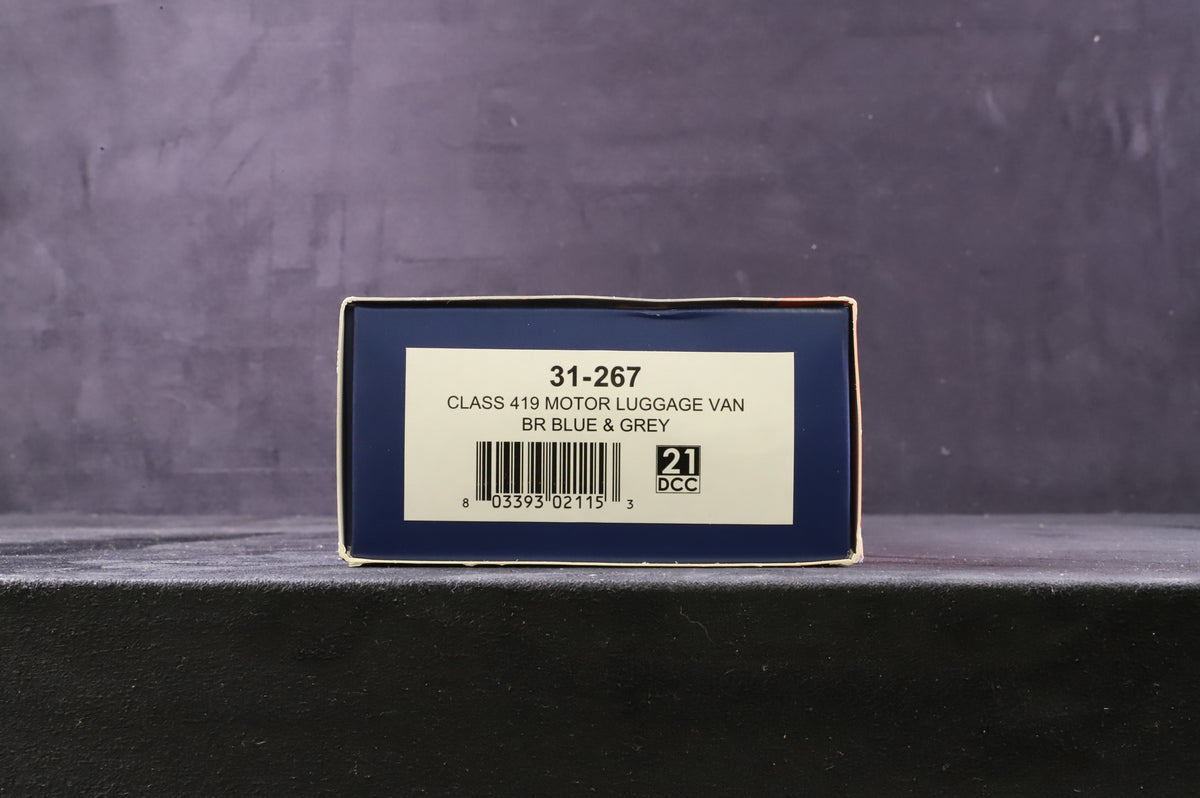 31-267
CLASS 419 MOTOR LUGGAGE VAN
BR BLUE & GREY
21
DCC
8 03393 02115 3